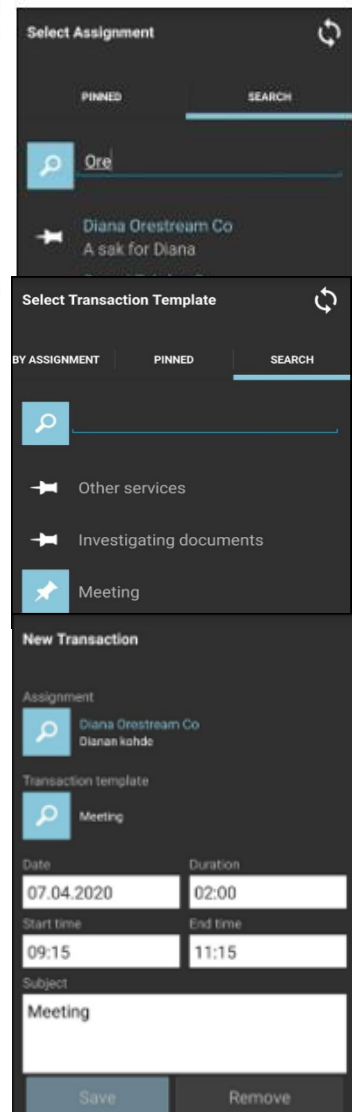 Select Assignment
PINNED SEARCH
Ore
Diana Orestream Co
A sak for Diana
Select Transaction Template
BY ASSIGNMENT PINNED SEARCH
Other services
Investigating documents
Meeting
New Transaction
Assignment
Diana Orestream Co
Dianan kohde
Transaction template
Meeting
Date Duration
07.04.2020 02:00
Start time End time
09:15 11:15
Subject
Meeting
Save Remove